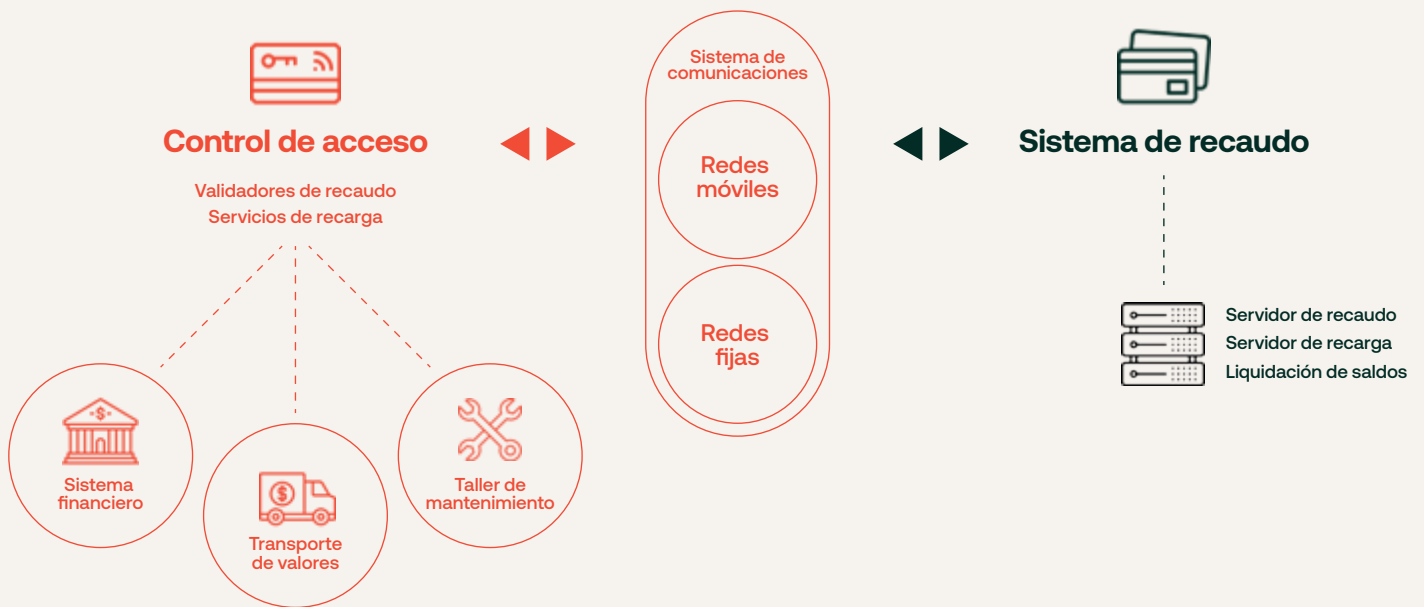 Control de acceso
Validadores de recaudo
Servicios de recarga
Sistema
financiero
Transporte
de valores
Taller de
mantenimiento
Sistema de
comunicaciones
Redes
móviles
Redes
fijas
Sistema de recaudo
Servidor de recaudo
Servidor de recarga
Liquidación de saldos